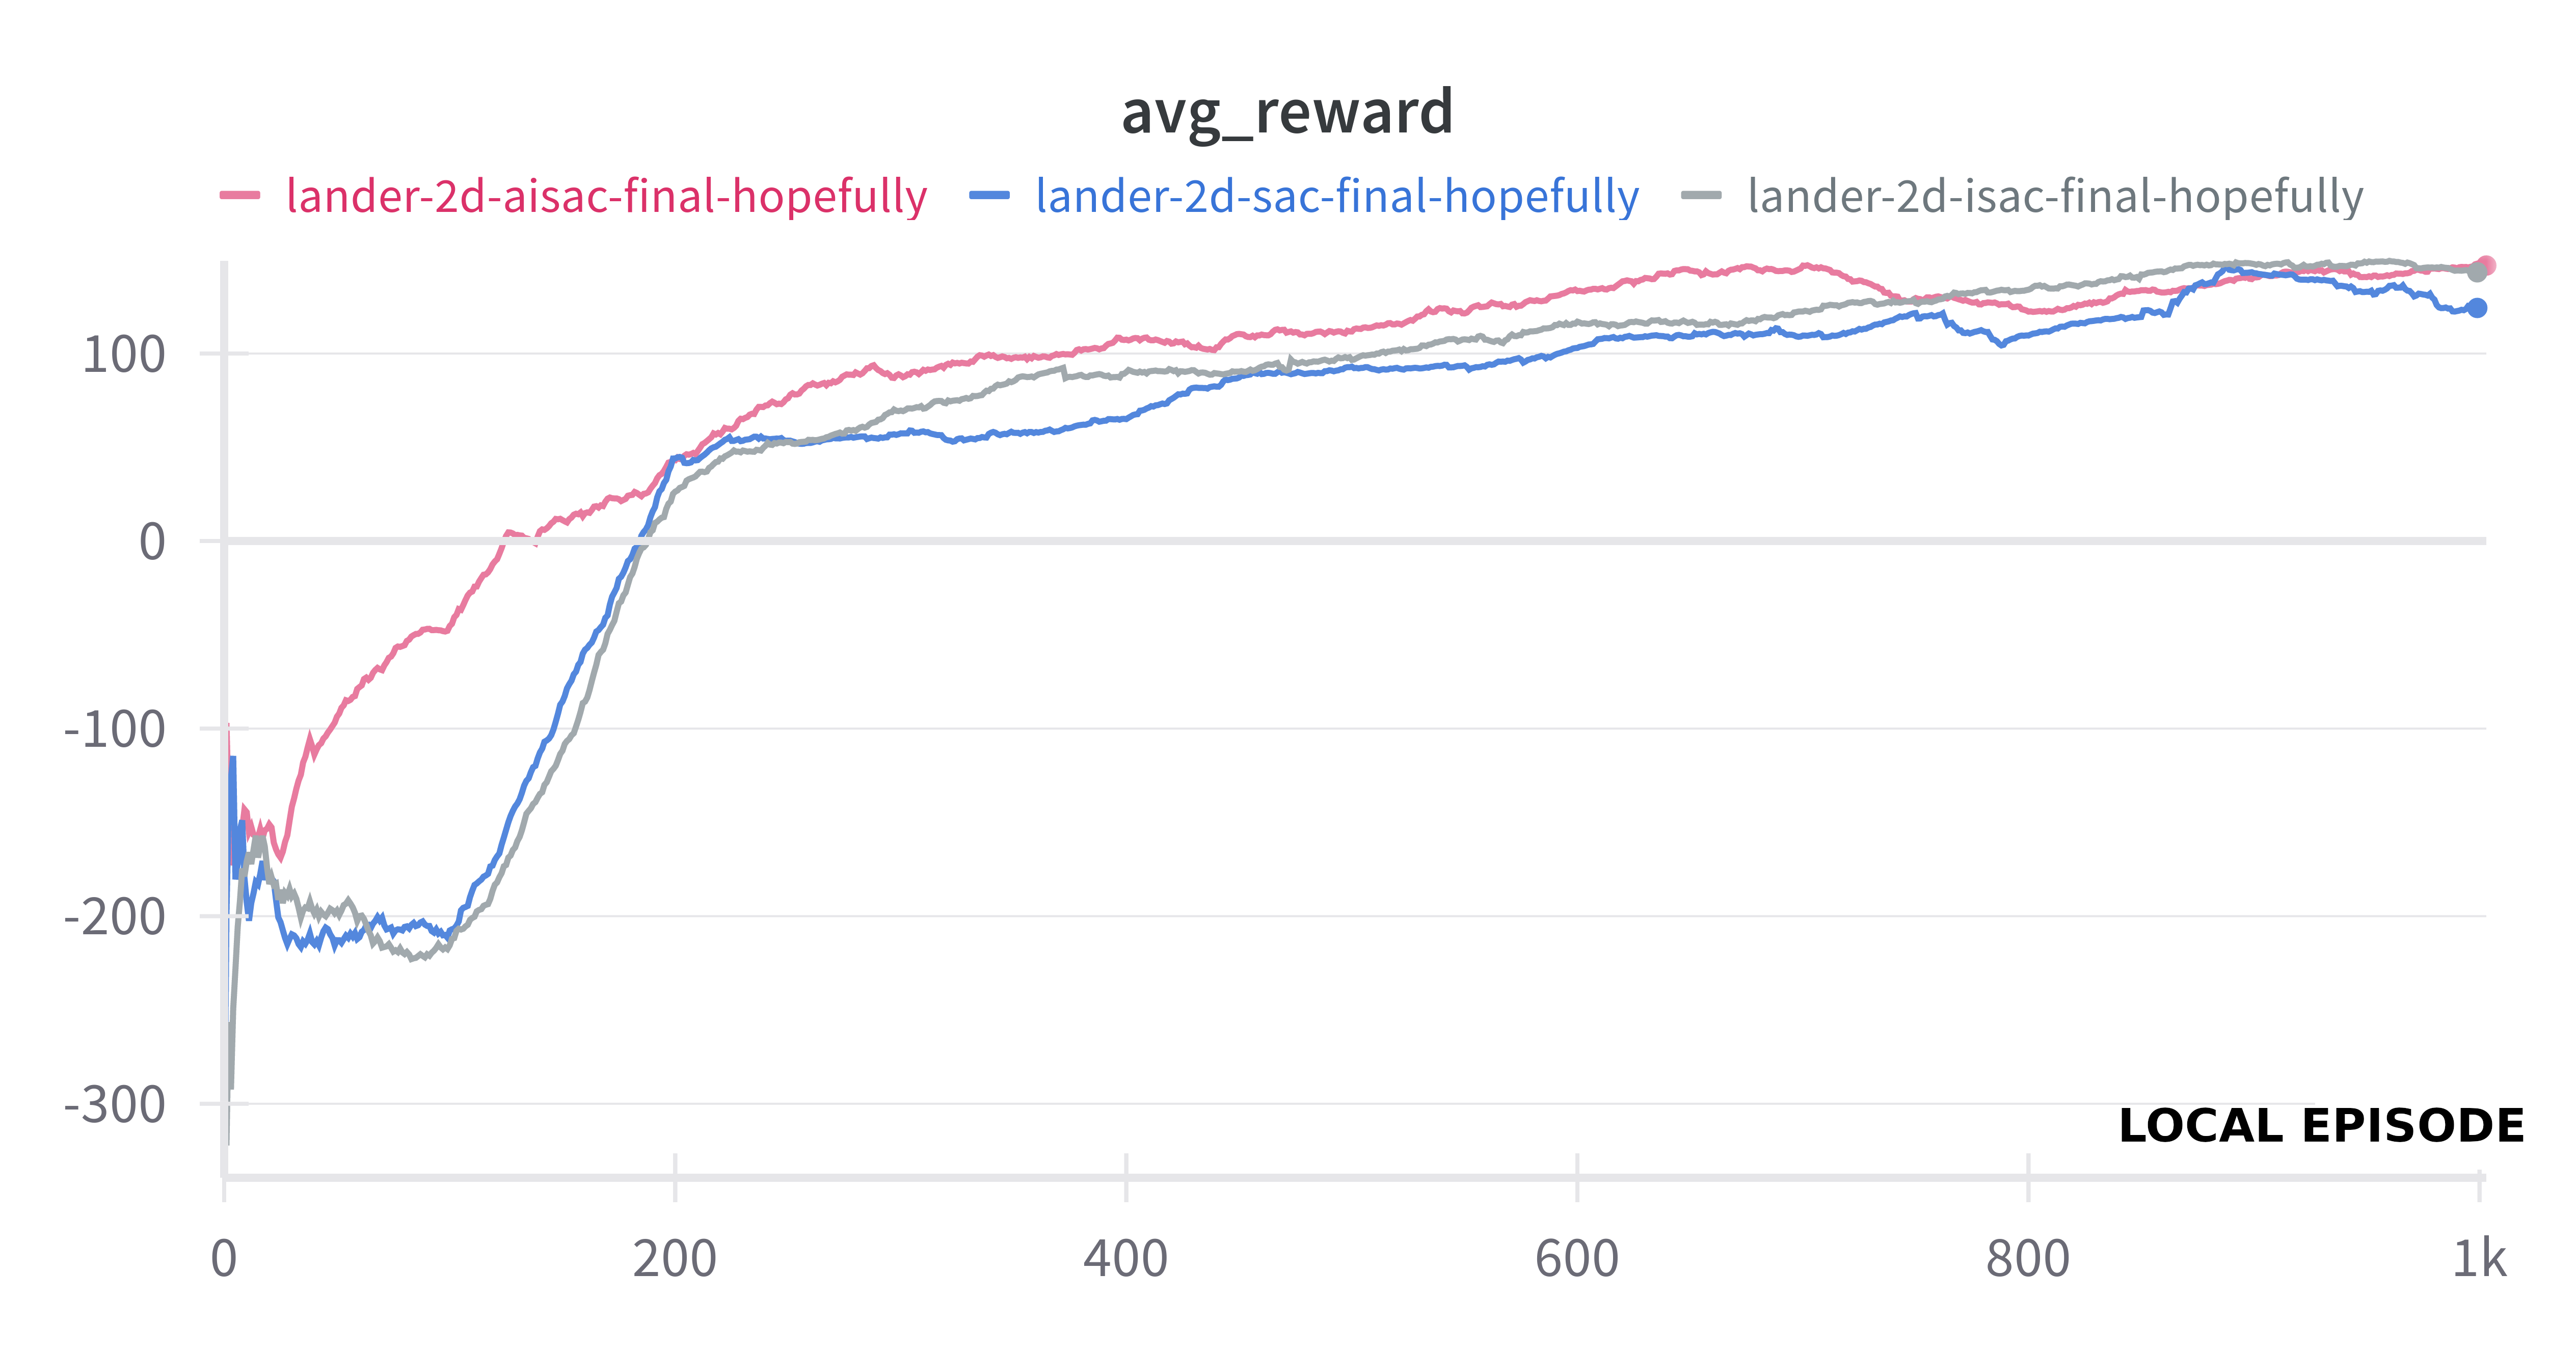 avg_reward
lander-2d-aisac-final-hopefully lander-2d-sac-final-hopefully lander-2d-isac-final-hopefully
100
0
-100
-200
-300
LOCAL EPISODE
0 200 400 600 800 1k